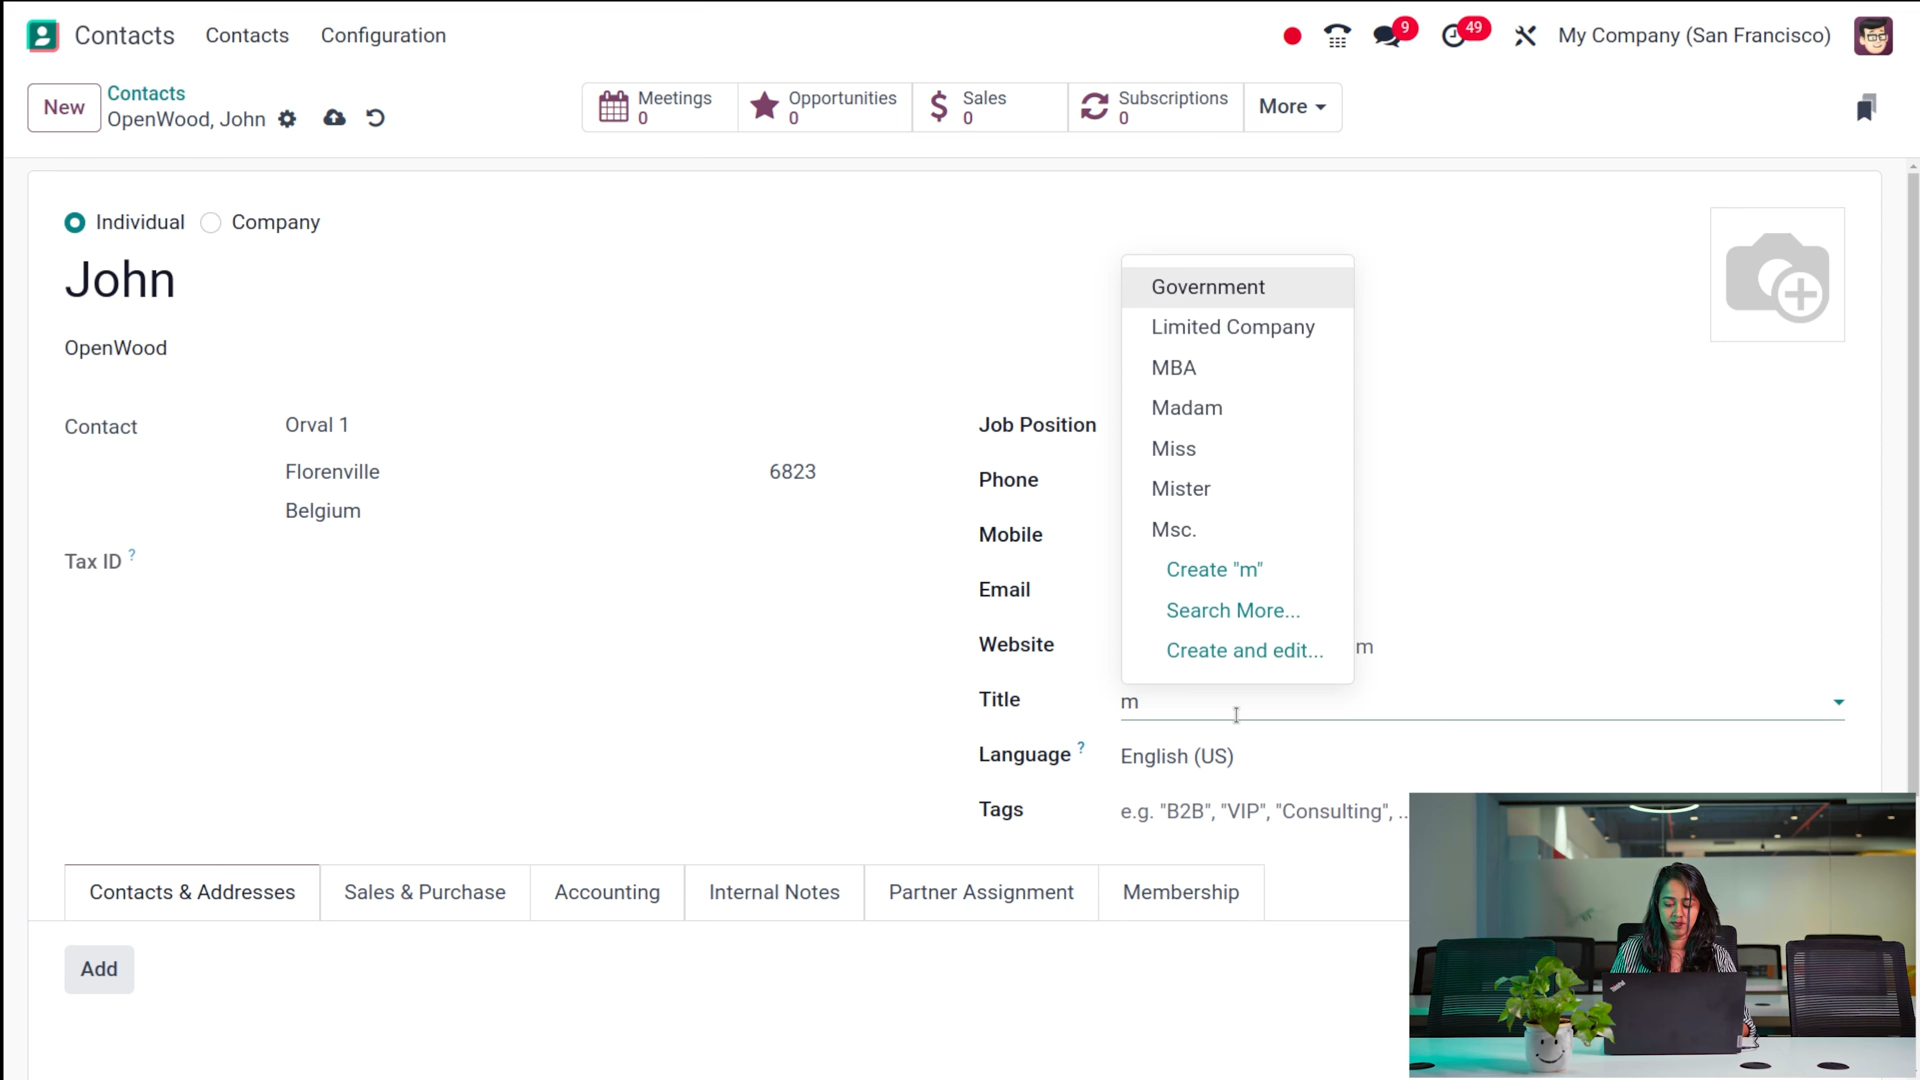 Contacts Contacts Configuration 9 49 My Company (San Francisco)
New Contacts
OpenWood, John
Meetings 0
Opportunities 0
Sales 0
Subscriptions 0
More
Individual Company
John
OpenWood
Contact Orval 1
Florenville 6823
Belgium
Tax ID ?
Job Position
Phone
Mobile
Email
Website m
Government
Limited Company
MBA
Madam
Miss
Mister
Msc.
Create "m"
Search More...
Create and edit...
Title m
Language ? English (US)
Tags e.g. "B2B", "VIP", "Consulting", ..
Contacts & Addresses Sales & Purchase Accounting Internal Notes Partner Assignment Membership
Add
ThinkPad